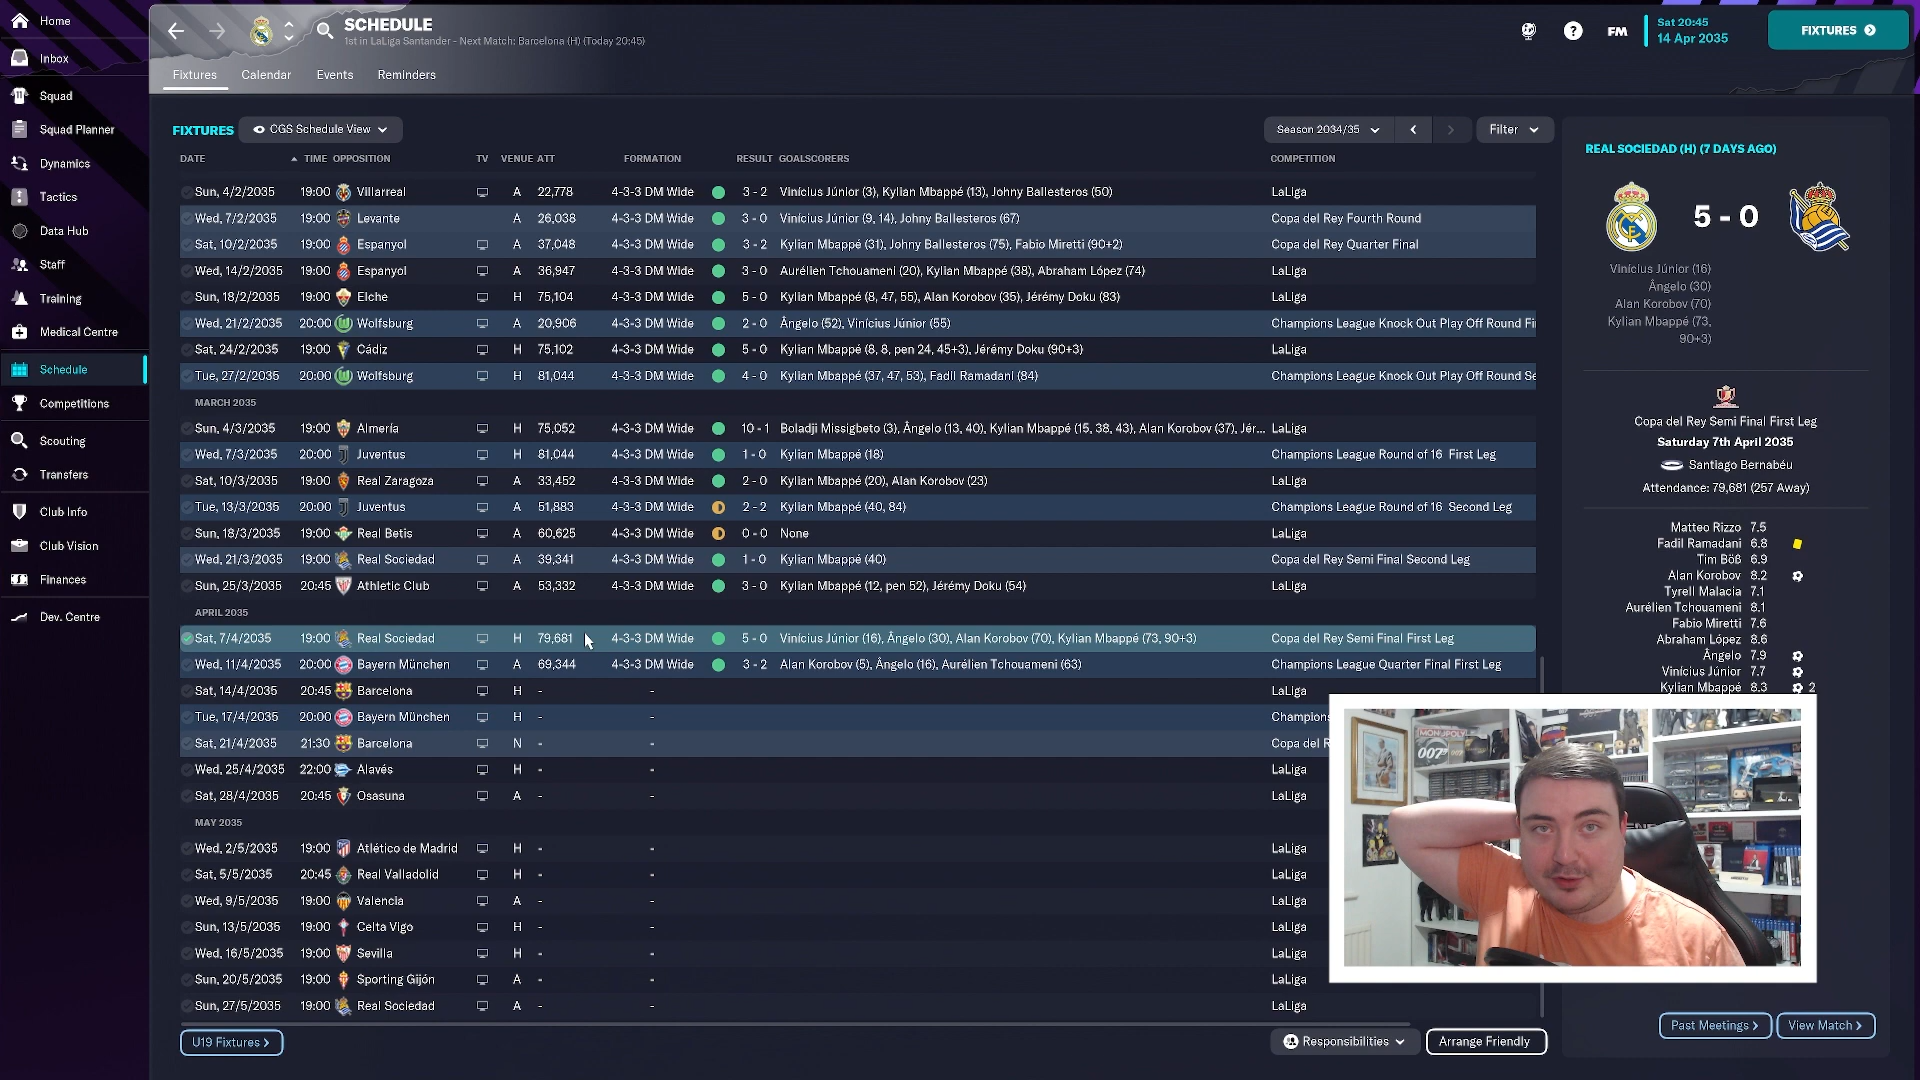 Home
Inbox
Squad
Squad Planner
Dynamics
Tactics
Data Hub
Staff
Training
Medical Centre
Schedule
Competitions
Scouting
Transfers
Club Info
Club Vision
Finances
Dev. Centre
SCHEDULE
1st in LaLiga Santander - Next Match: Barcelona (H) (Today 20:45)
FM
Sat 20:45
14 Apr 2035
FIXTURES
Fixtures Calendar Events Reminders
FIXTURES CGS Schedule View Season 2034/35 Filter
DATE TIME OPPOSITION TV VENUE ATT FORMATION RESULT GOALSCORERS COMPETITION
Sun, 4/2/2035 19:00 Villarreal A 22,778 4-3-3 DM Wide 3 - 2 Vinícius Júnior (3), Kylian Mbappé (13), Johny Ballesteros (50) LaLiga
Wed, 7/2/2035 19:00 Levante A 26,038 4-3-3 DM Wide 3 - 0 Vinícius Júnior (9, 14), Johny Ballesteros (67) Copa del Rey Fourth Round
Sat, 10/2/2035 19:00 Espanyol A 37,048 4-3-3 DM Wide 3 - 2 Kylian Mbappé (31), Johny Ballesteros (75), Fabio Miretti (90+2) Copa del Rey Quarter Final
Wed, 14/2/2035 19:00 Espanyol A 36,947 4-3-3 DM Wide 3 - 0 Aurélien Tchouameni (20), Kylian Mbappé (38), Abraham López (74) LaLiga
Sun, 18/2/2035 19:00 Elche H 75,104 4-3-3 DM Wide 5 - 0 Kylian Mbappé (8, 47, 55), Alan Korobov (35), Jérémy Doku (83) LaLiga
Wed, 21/2/2035 20:00 Wolfsburg A 20,906 4-3-3 DM Wide 2 - 0 Ângelo (52), Vinícius Júnior (55) Champions League Knock Out Play Off Round Fi
Sat, 24/2/2035 19:00 Cádiz H 75,102 4-3-3 DM Wide 5 - 0 Kylian Mbappé (8, 8, pen 24, 45+3), Jérémy Doku (90+3) LaLiga
Tue, 27/2/2035 20:00 Wolfsburg H 81,044 4-3-3 DM Wide 4 - 0 Kylian Mbappé (37, 47, 53), Fadil Ramadani (84) Champions League Knock Out Play Off Round Se
MARCH 2035
Sun, 4/3/2035 19:00 Almería H 75,052 4-3-3 DM Wide 10 - 1 Boladji Missigbeto (3), Ângelo (13, 40), Kylian Mbappé (15, 38, 43), Alan Korobov (37), Jér... LaLiga
Wed, 7/3/2035 20:00 Juventus H 81,044 4-3-3 DM Wide 1 - 0 Kylian Mbappé (18) Champions League Round of 16 First Leg
Sat, 10/3/2035 19:00 Real Zaragoza A 33,452 4-3-3 DM Wide 2 - 0 Kylian Mbappé (20), Alan Korobov (23) LaLiga
Tue, 13/3/2035 20:00 Juventus A 51,883 4-3-3 DM Wide 2 - 2 Kylian Mbappé (40, 84) Champions League Round of 16 Second Leg
Sun, 18/3/2035 19:00 Real Betis A 60,625 4-3-3 DM Wide 0 - 0 None LaLiga
Wed, 21/3/2035 19:00 Real Sociedad A 39,341 4-3-3 DM Wide 1 - 0 Kylian Mbappé (40) Copa del Rey Semi Final Second Leg
Sun, 25/3/2035 20:45 Athletic Club A 53,332 4-3-3 DM Wide 3 - 0 Kylian Mbappé (12, pen 52), Jérémy Doku (54) LaLiga
APRIL 2035
Sat, 7/4/2035 19:00 Real Sociedad H 79,681 4-3-3 DM Wide 5 - 0 Vinícius Júnior (16), Ângelo (30), Alan Korobov (70), Kylian Mbappé (73, 90+3) Copa del Rey Semi Final First Leg
Wed, 11/4/2035 20:00 Bayern München A 69,344 4-3-3 DM Wide 3 - 2 Alan Korobov (5), Ângelo (16), Aurélien Tchouameni (63) Champions League Quarter Final First Leg
Sat, 14/4/2035 20:45 Barcelona H - - LaLiga
Tue, 17/4/2035 20:00 Bayern München H - - Champions
Sat, 21/4/2035 21:30 Barcelona N - - Copa del R
Wed, 25/4/2035 22:00 Alavés H - - LaLiga
Sat, 28/4/2035 20:45 Osasuna A - - LaLiga
MAY 2035
Wed, 2/5/2035 19:00 Atlético de Madrid H - - LaLiga
Sat, 5/5/2035 20:45 Real Valladolid H - - LaLiga
Wed, 9/5/2035 19:00 Valencia A - - LaLiga
Sun, 13/5/2035 19:00 Celta Vigo H - - LaLiga
Wed, 16/5/2035 19:00 Sevilla H - - LaLiga
Sun, 20/5/2035 19:00 Sporting Gijón A - - LaLiga
Sun, 27/5/2035 19:00 Real Sociedad A - - LaLiga
U19 Fixtures Responsibilities Arrange Friendly
REAL SOCIEDAD (H) (7 DAYS AGO)
5 - 0
Vinícius Júnior (16)
Ângelo (30)
Alan Korobov (70)
Kylian Mbappé (73,
90+3)
Copa del Rey Semi Final First Leg
Saturday 7th April 2035
Santiago Bernabéu
Attendance: 79,681 (257 Away)
Matteo Rizzo 7.5
Fadil Ramadani 6.8
Tim Böß 6.9
Alan Korobov 8.2
Tyrell Malacia 7.1
Aurélien Tchouameni 8.1
Fabio Miretti 7.6
Abraham López 8.6
Ângelo 7.9
Vinícius Júnior 7.7
Kylian Mbappé 8.3 2
MONOPOLY
007
Past Meetings View Match